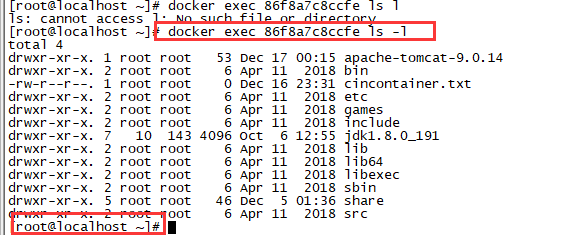 [root@localhost ~]# docker exec 86f8a7c8ccfe ls l
ls: cannot access l: No such file or directory
[root@localhost ~]# docker exec 86f8a7c8ccfe ls -l
total 4
drwxr-xr-x. 1 root root   53 Dec 17 00:15 apache-tomcat-9.0.14
drwxr-xr-x. 2 root root    6 Apr 11  2018 bin
-rw-r--r--. 1 root root    0 Dec 16 23:31 cincontainer.txt
drwxr-xr-x. 2 root root    6 Apr 11  2018 etc
drwxr-xr-x. 2 root root    6 Apr 11  2018 games
drwxr-xr-x. 2 root root    6 Apr 11  2018 include
drwxr-xr-x. 7   10  143 4096 Oct  6 12:55 jdk1.8.0_191
drwxr-xr-x. 2 root root    6 Apr 11  2018 lib
drwxr-xr-x. 2 root root    6 Apr 11  2018 lib64
drwxr-xr-x. 2 root root    6 Apr 11  2018 libexec
drwxr-xr-x. 2 root root    6 Apr 11  2018 sbin
drwxr-xr-x. 5 root root   46 Dec  5 01:36 share
drwxr-xr-x. 2 root root    6 Apr 11  2018 src
[root@localhost ~]#